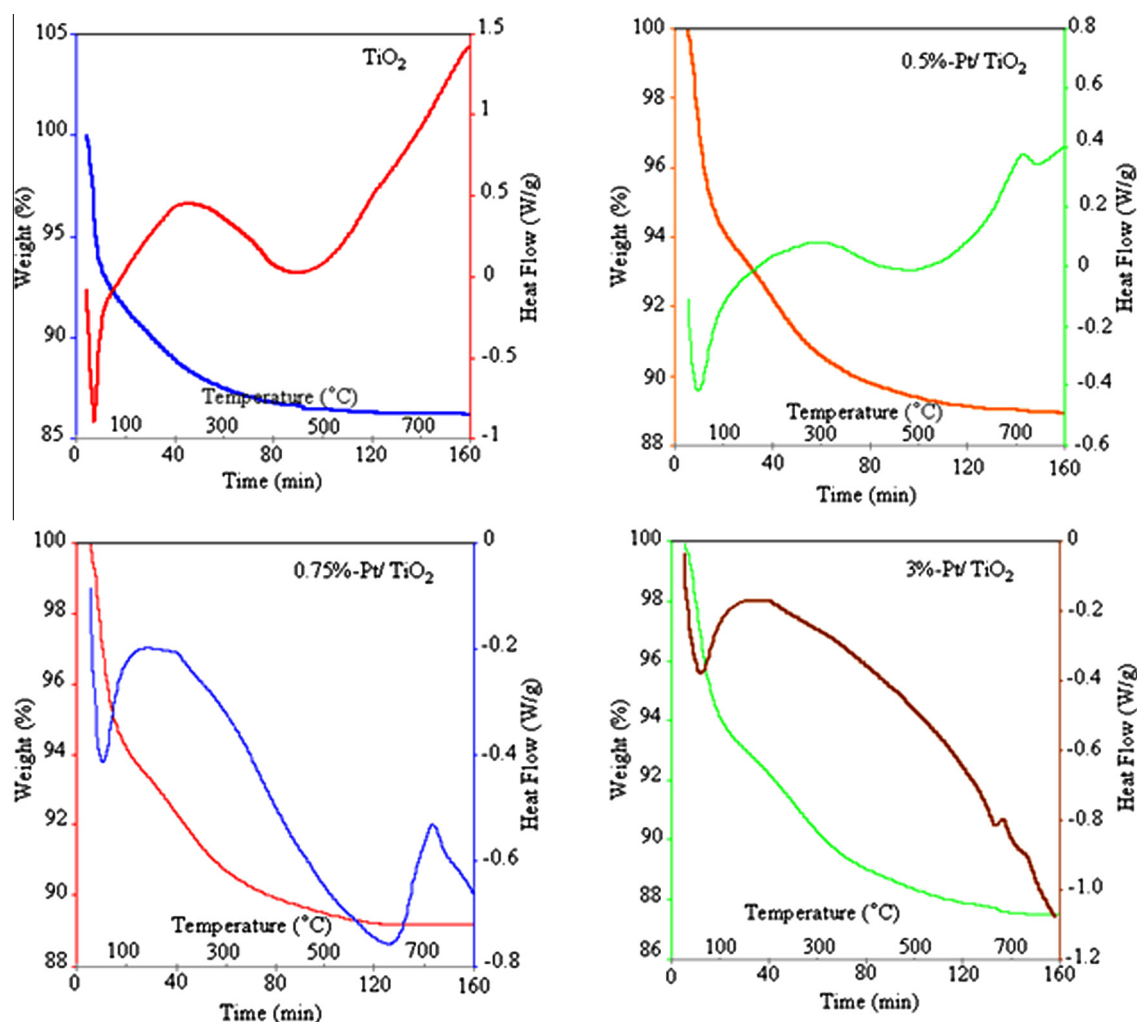 TiO2
Weight (%)
105
100
95
90
85
1.5
1
0.5
0
-0.5
-1
Heat Flow (W/g)
Temperature (˚C)
100 300 500 700
0 40 80 120 160
Time (min)
0.5%-Pt/ TiO2
Weight (%)
100
98
96
94
92
90
88
0.8
0.6
0.4
0.2
0
-0.2
-0.4
-0.6
Heat Flow (W/g)
Temperature (˚C)
100 300 500 700
0 40 80 120 160
Time (min)
0.75%-Pt/ TiO2
Weight (%)
100
98
96
94
92
90
88
0
-0.2
-0.4
-0.6
-0.8
Heat Flow (W/g)
Temperature (˚C)
100 300 500 700
0 40 80 120 160
Time (min)
3%-Pt/ TiO2
Weight (%)
100
98
96
94
92
90
88
86
0
-0.2
-0.4
-0.6
-0.8
-1.0
-1.2
Heat Flow (W/g)
Temperature (˚C)
100 300 500 700
0 40 80 120 160
Time (min)